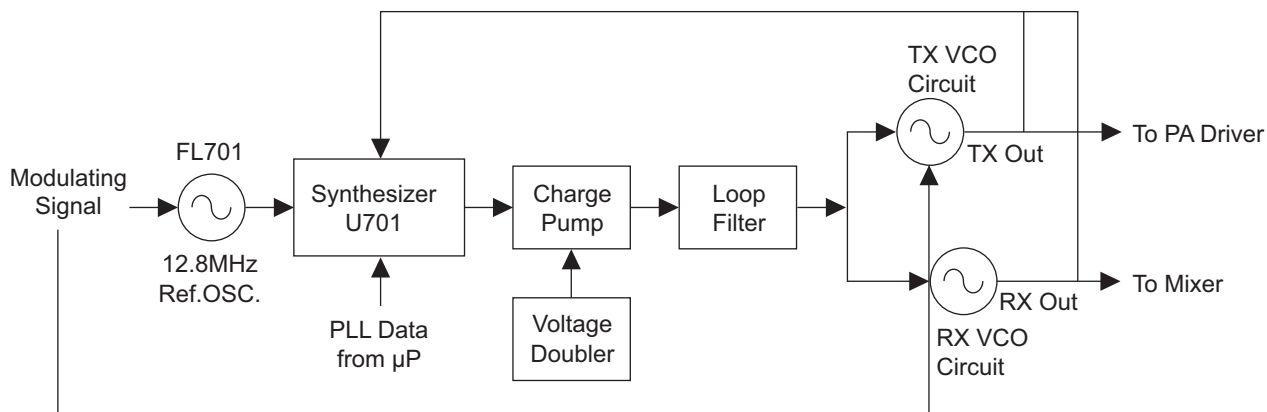 TX VCO
Circuit
To PA Driver
TX Out
FL701
Modulating
Signal
Synthesizer
U701
Charge
Pump
Loop
Filter
12.8MHz
Ref.OSC.
To Mixer
RX Out
PLL Data
from µP
Voltage
Doubler
RX VCO
Circuit